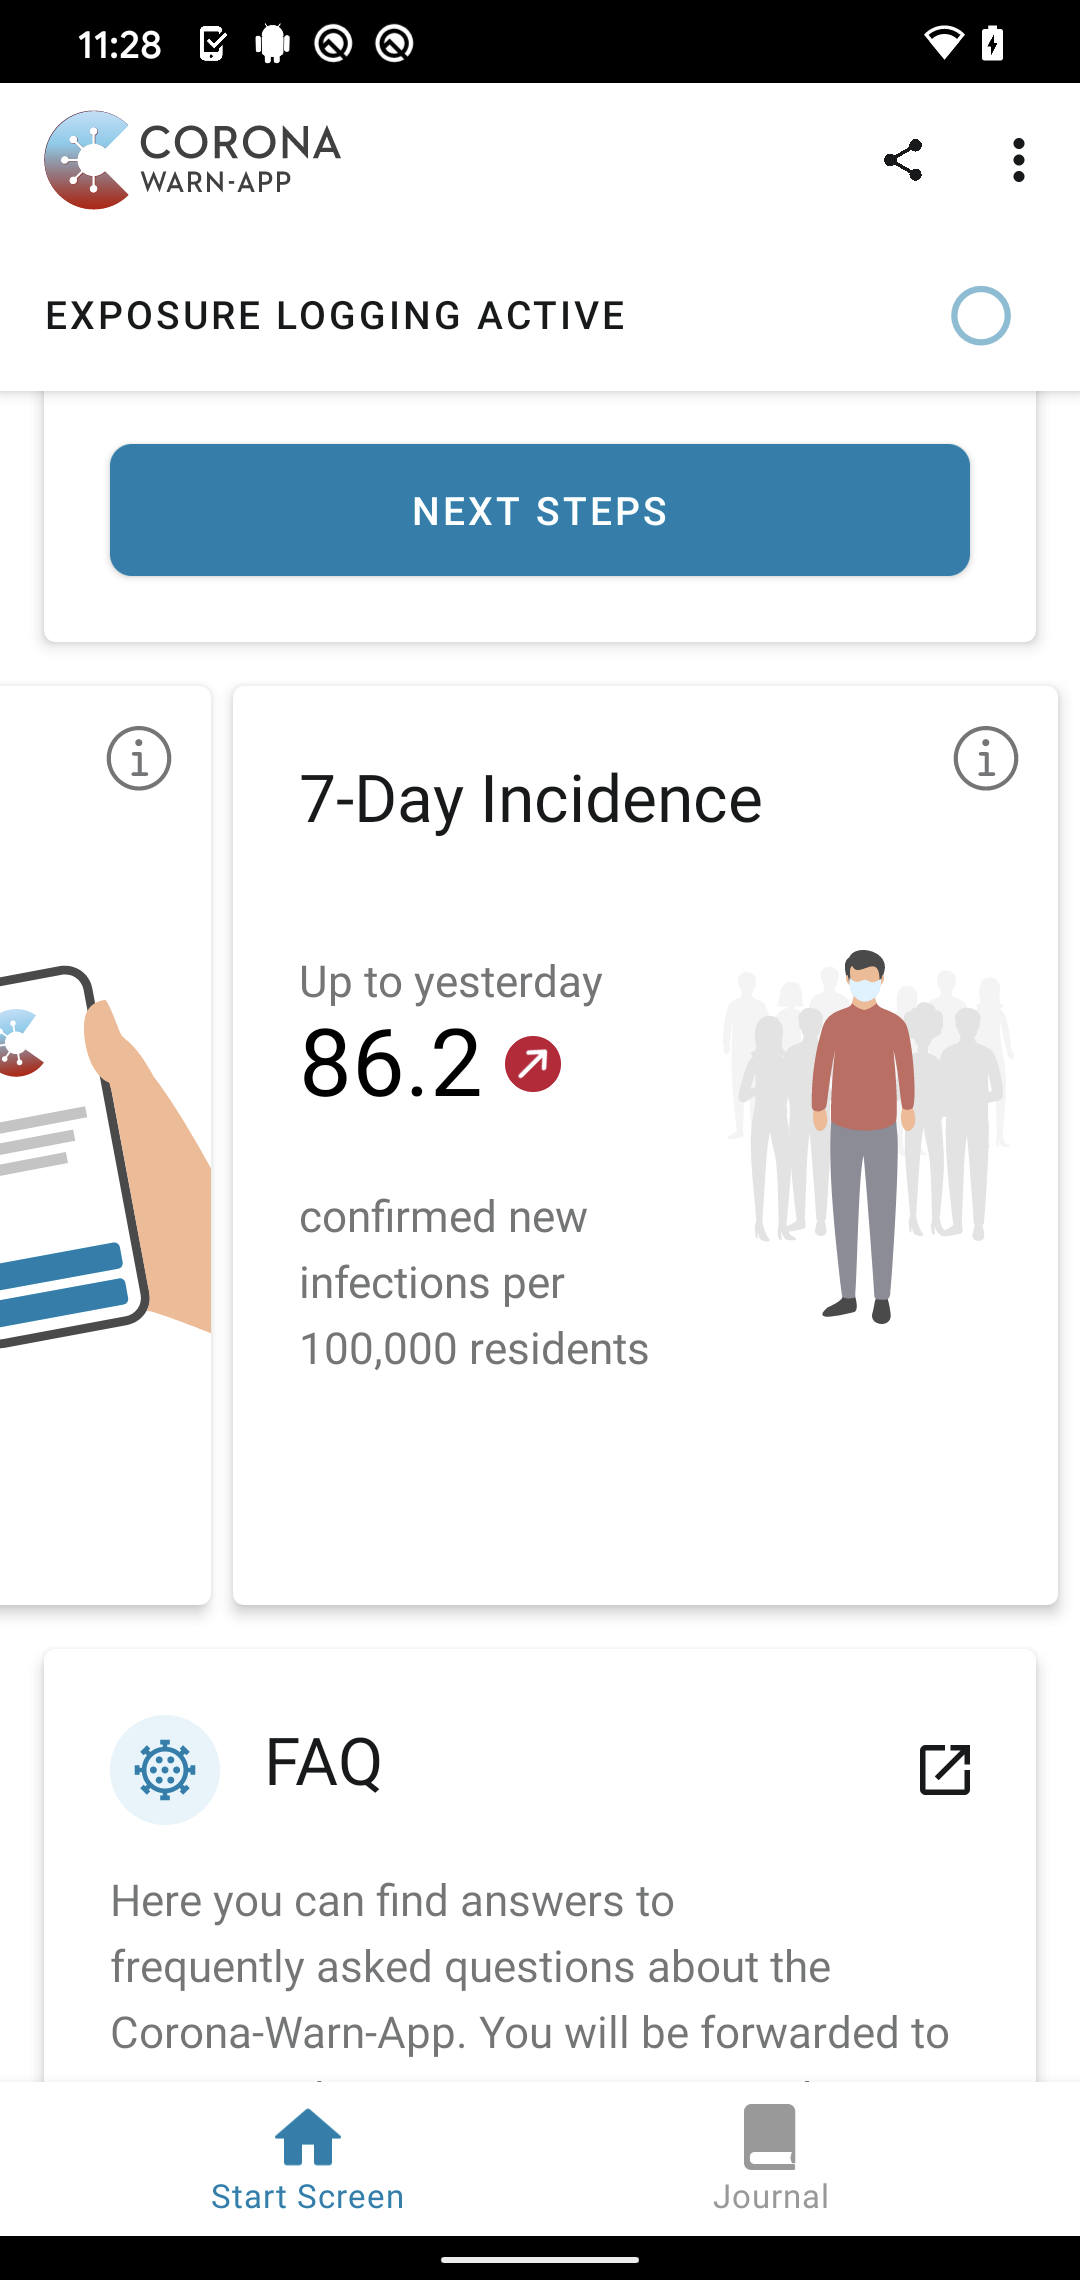 11:28
CORONA
WARN-APP
EXPOSURE LOGGING ACTIVE
NEXT STEPS
7-Day Incidence
Up to yesterday
86.2
confirmed new
infections per
100,000 residents
FAQ
Here you can find answers to
frequently asked questions about the
Corona-Warn-App. You will be forwarded to
Start Screen
Journal